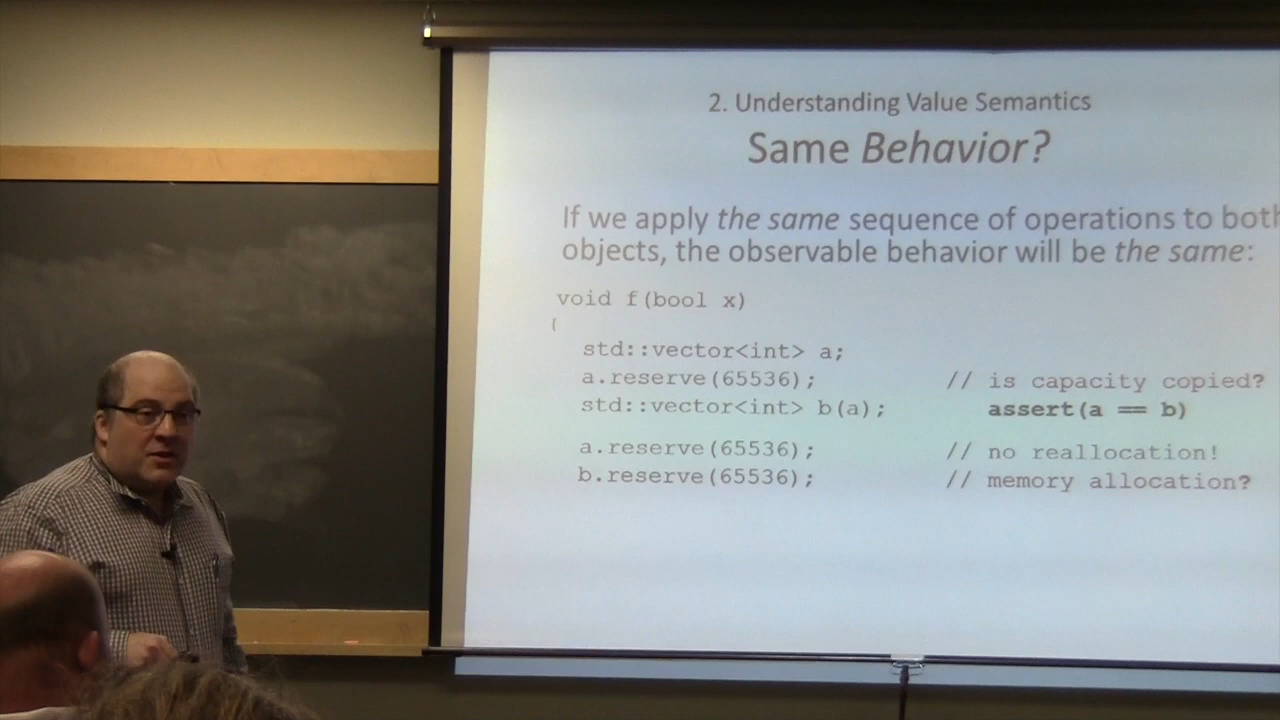 2. Understanding Value Semantics
Same Behavior?
If we apply the same sequence of operations to both
objects, the observable behavior will be the same:
void f(bool x)
{
std::vector<int> a;
a.reserve(65536); // is capacity copied?
std::vector<int> b(a); assert(a == b)
a.reserve(65536); // no reallocation!
b.reserve(65536); // memory allocation?